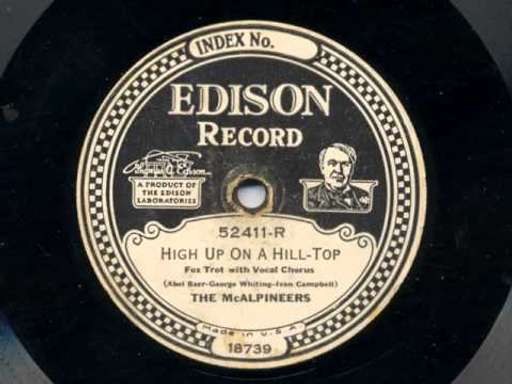 INDEX No.
EDISON
RECORD
Thomas A Edison
A PRODUCT OF
THE EDISON
LABORATORIES
52411-R
HIGH UP ON A HILL-TOP
Fox Trot with Vocal Chorus
(Abel Baer-George Whiting-Ivan Campbell)
THE McALPINEERS
Made in U.S.A.
18739